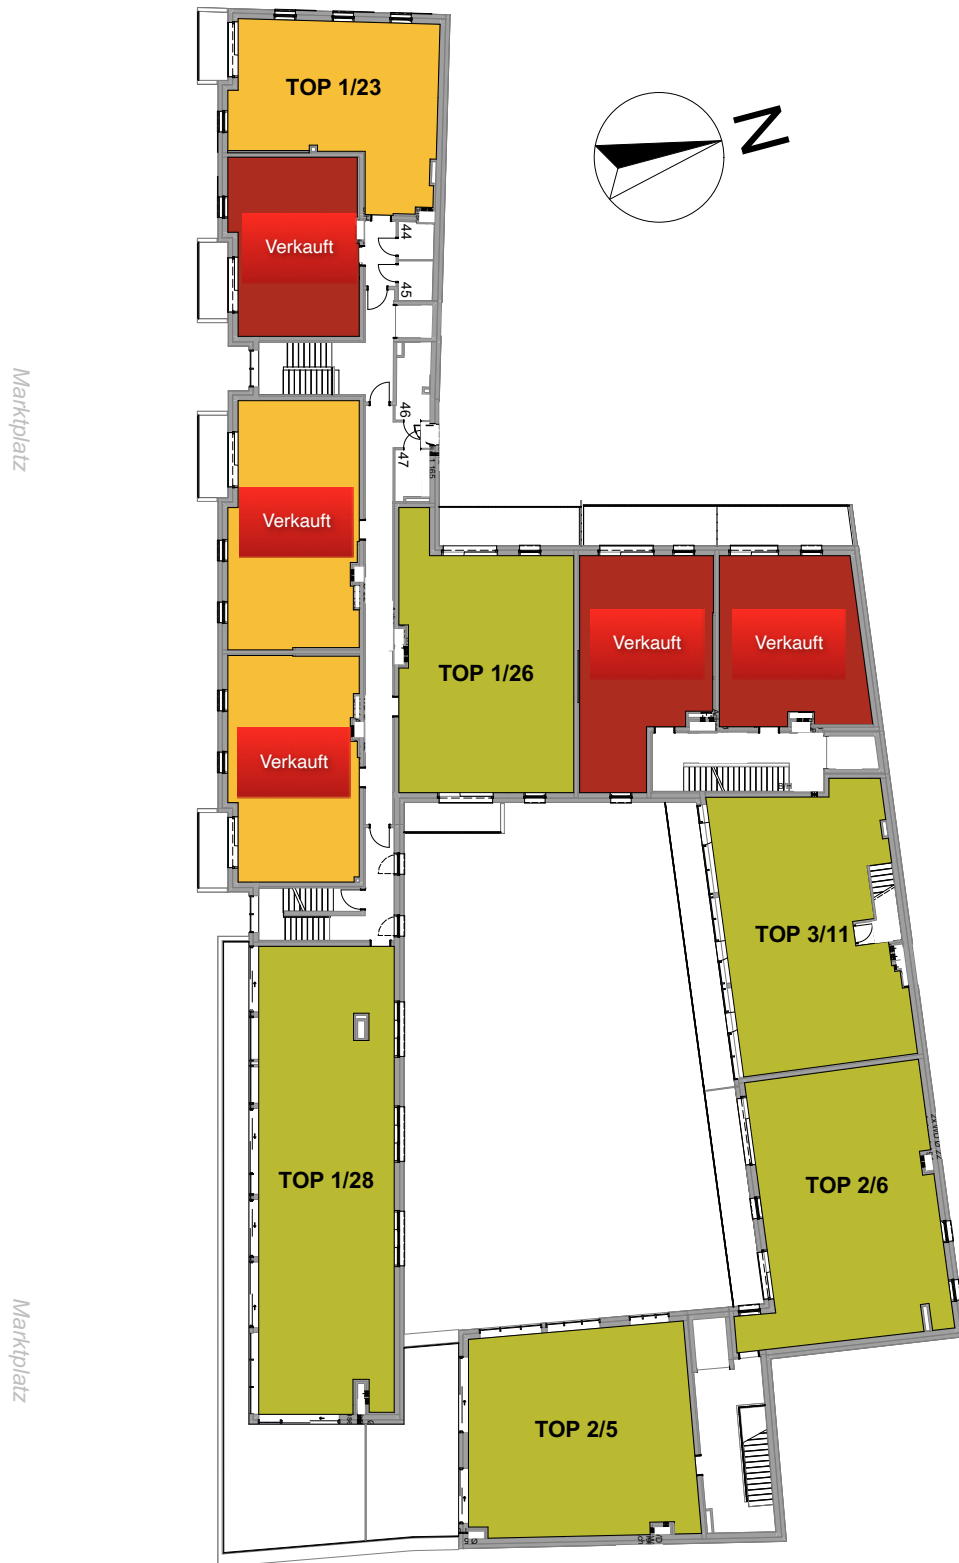 TOP 1/23
N
Verkauft
44
45
Marktplatz
46
47
Verkauft
Verkauft
Verkauft
TOP 1/26
Verkauft
TOP 3/11
TOP 1/28
TOP 2/6
Marktplatz
TOP 2/5